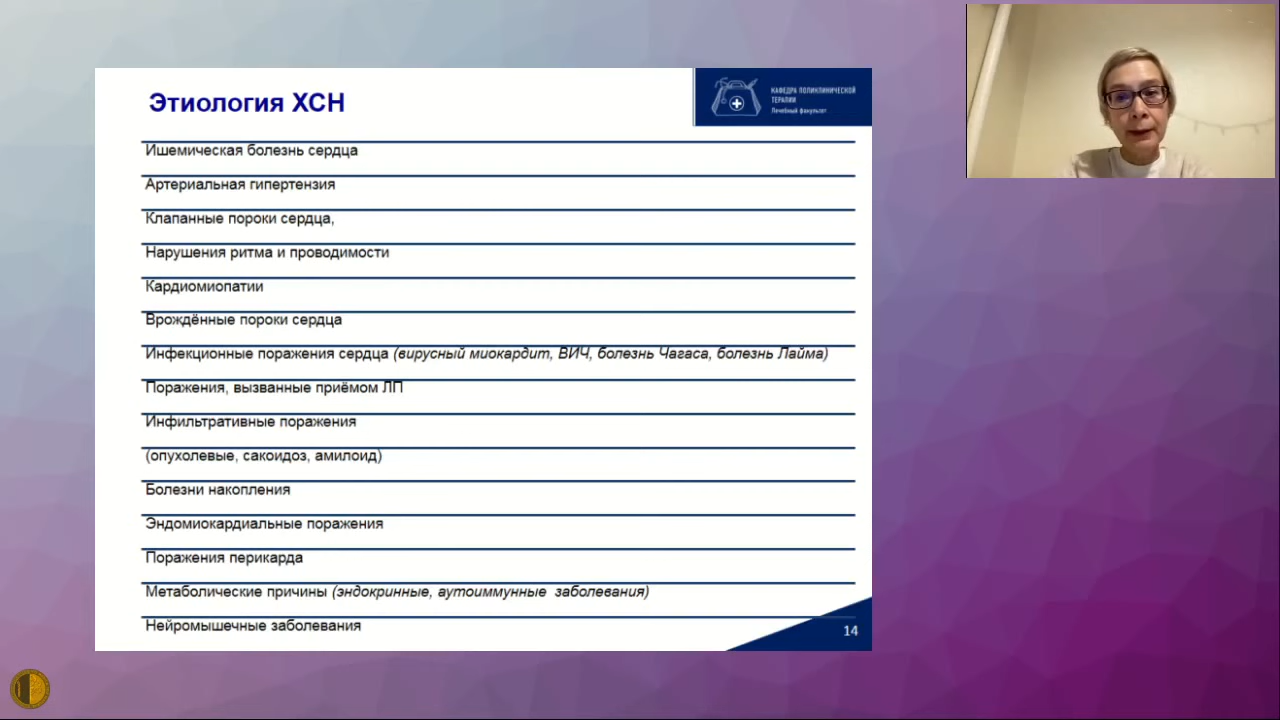 Этиология ХСН
КАФЕДРА ПОЛИКЛИНИЧЕСКОЙ
ТЕРАПИИ
Лечебный факультет
Ишемическая болезнь сердца
Артериальная гипертензия
Клапанные пороки сердца,
Нарушения ритма и проводимости
Кардиомиопатии
Врождённые пороки сердца
Инфекционные поражения сердца (вирусный миокардит, ВИЧ, болезнь Чагаса, болезнь Лайма)
Поражения, вызванные приёмом ЛП
Инфильтративные поражения
(опухолевые, сакоидоз, амилоид)
Болезни накопления
Эндомиокардиальные поражения
Поражения перикарда
Метаболические причины (эндокринные, аутоиммунные заболевания)
Нейромышечные заболевания
14